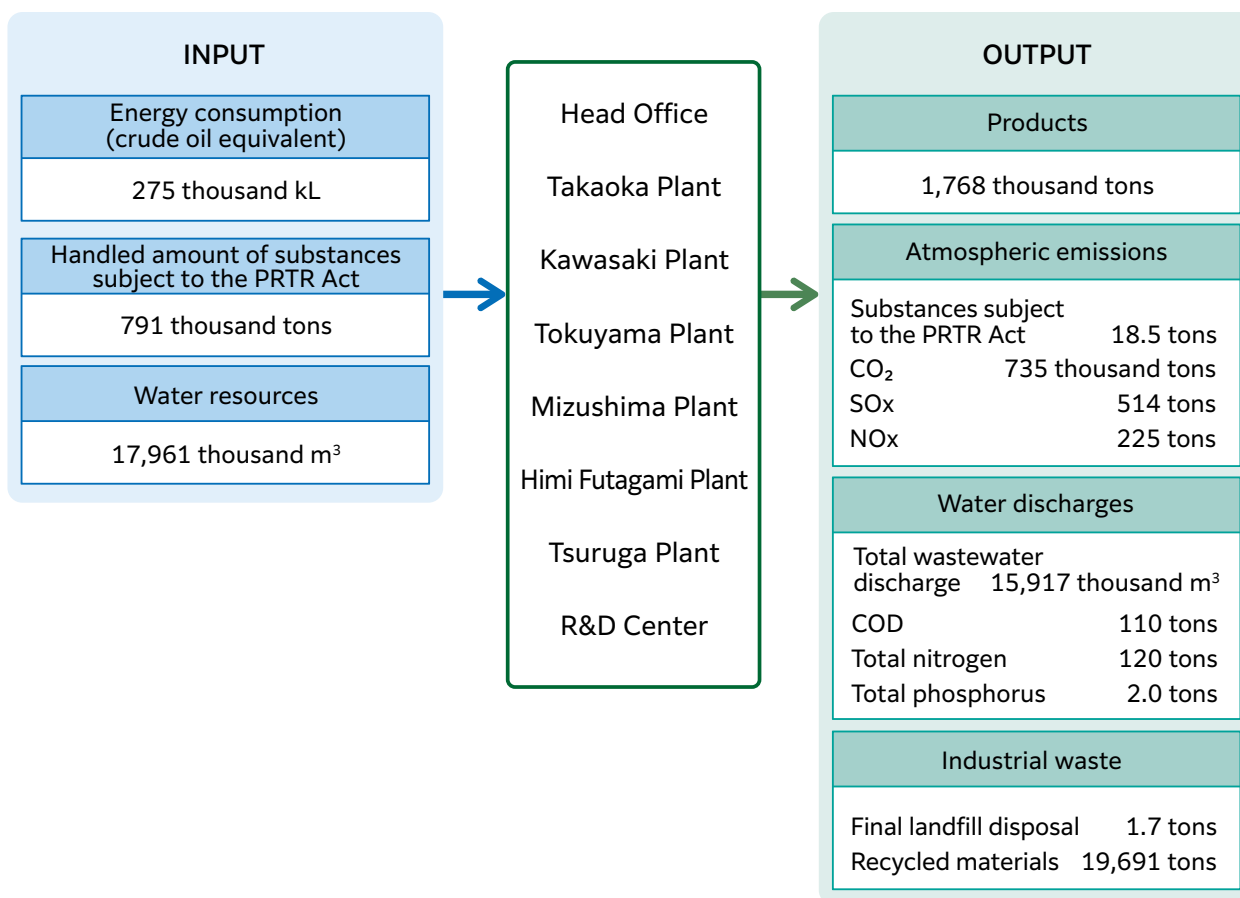 INPUT
Energy consumption
(crude oil equivalent)
275 thousand kL
Handled amount of substances
subject to the PRTR Act
791 thousand tons
Water resources
17,961 thousand m³
Head Office
Takaoka Plant
Kawasaki Plant
Tokuyama Plant
Mizushima Plant
Himi Futagami Plant
Tsuruga Plant
R&D Center
OUTPUT
Products
1,768 thousand tons
Atmospheric emissions
Substances subject
to the PRTR Act 18.5 tons
CO₂ 735 thousand tons
SOx 514 tons
NOx 225 tons
Water discharges
Total wastewater
discharge 15,917 thousand m³
COD 110 tons
Total nitrogen 120 tons
Total phosphorus 2.0 tons
Industrial waste
Final landfill disposal 1.7 tons
Recycled materials 19,691 tons